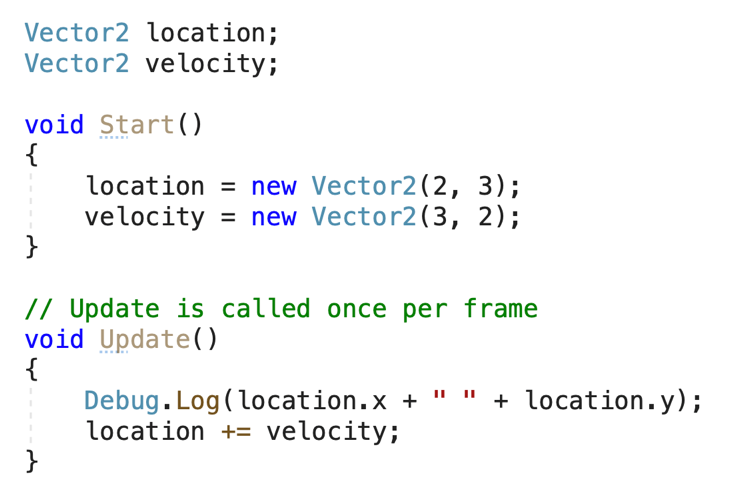 Vector2 location;
Vector2 velocity;

void Start()
{
    location = new Vector2(2, 3);
    velocity = new Vector2(3, 2);
}

// Update is called once per frame
void Update()
{
    Debug.Log(location.x + " " + location.y);
    location += velocity;
}